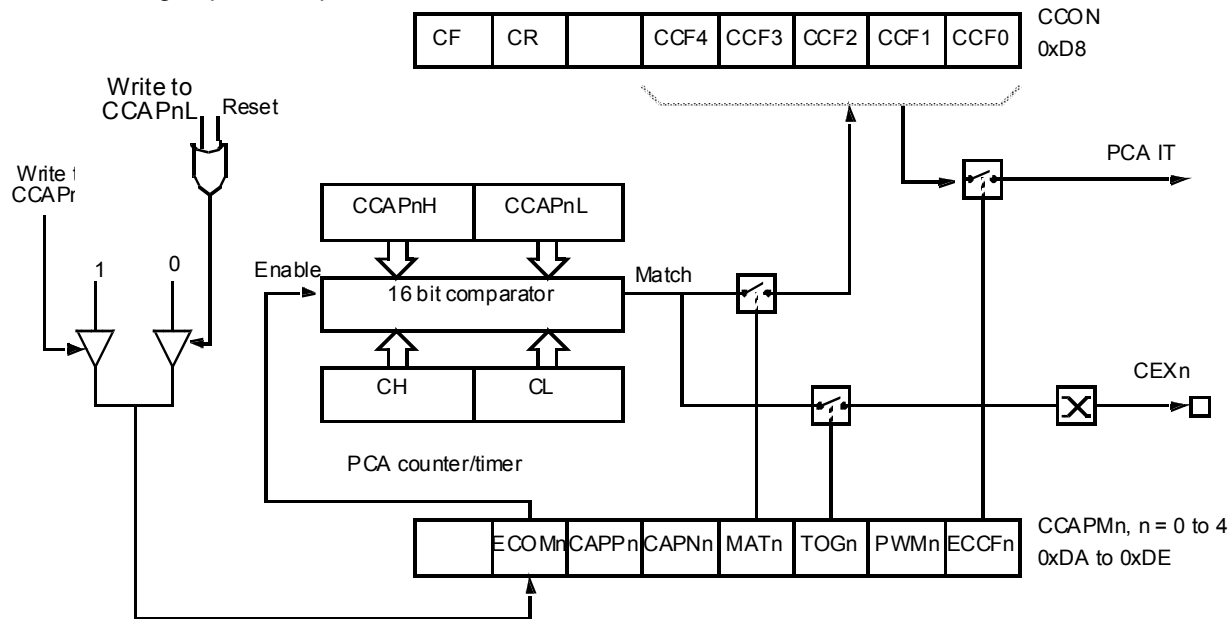 CF CR CCF4 CCF3 CCF2 CCF1 CCF0
CCON
0xD8
Write to
CCAPnL
Reset
Write
PCA IT
CCAPnH CCAPnL
1
0
Enable
16 bit comparator
Match
CH CL
CEXn
PCA counter/timer
ECOMn CAPPn CAPNn MATn TOGn PWMn ECCFn
CCAPMn, n = 0 to 4
0xDA to 0xDE